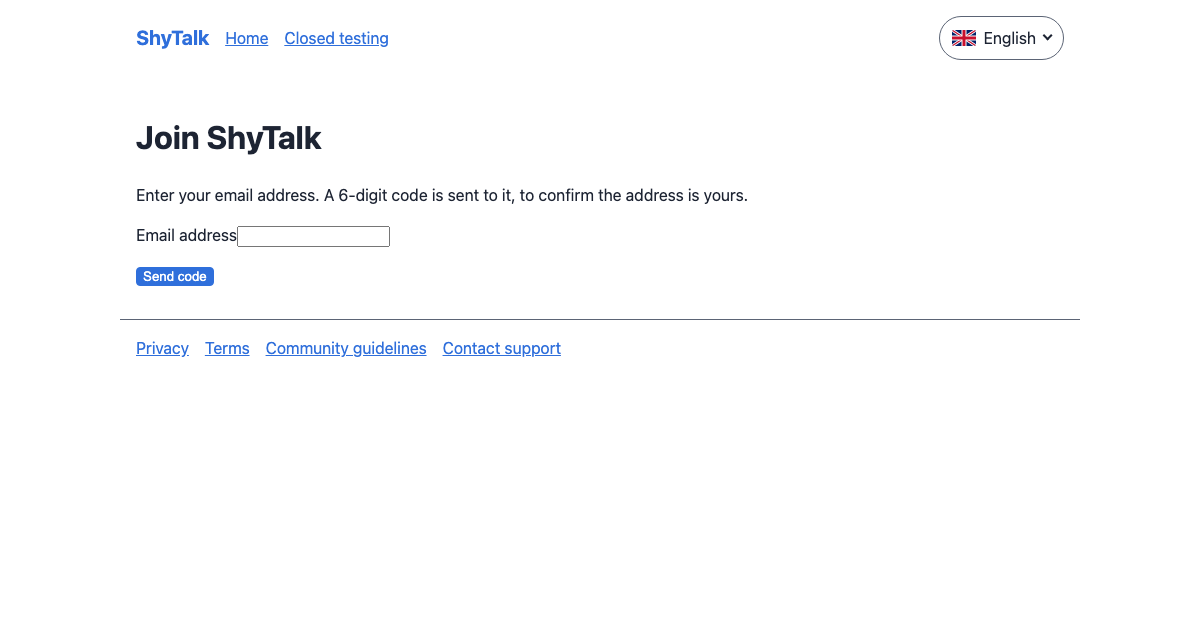 ShyTalk Home Closed testing English
Join ShyTalk
Enter your email address. A 6-digit code is sent to it, to confirm the address is yours.
Email address
Send code
Privacy Terms Community guidelines Contact support